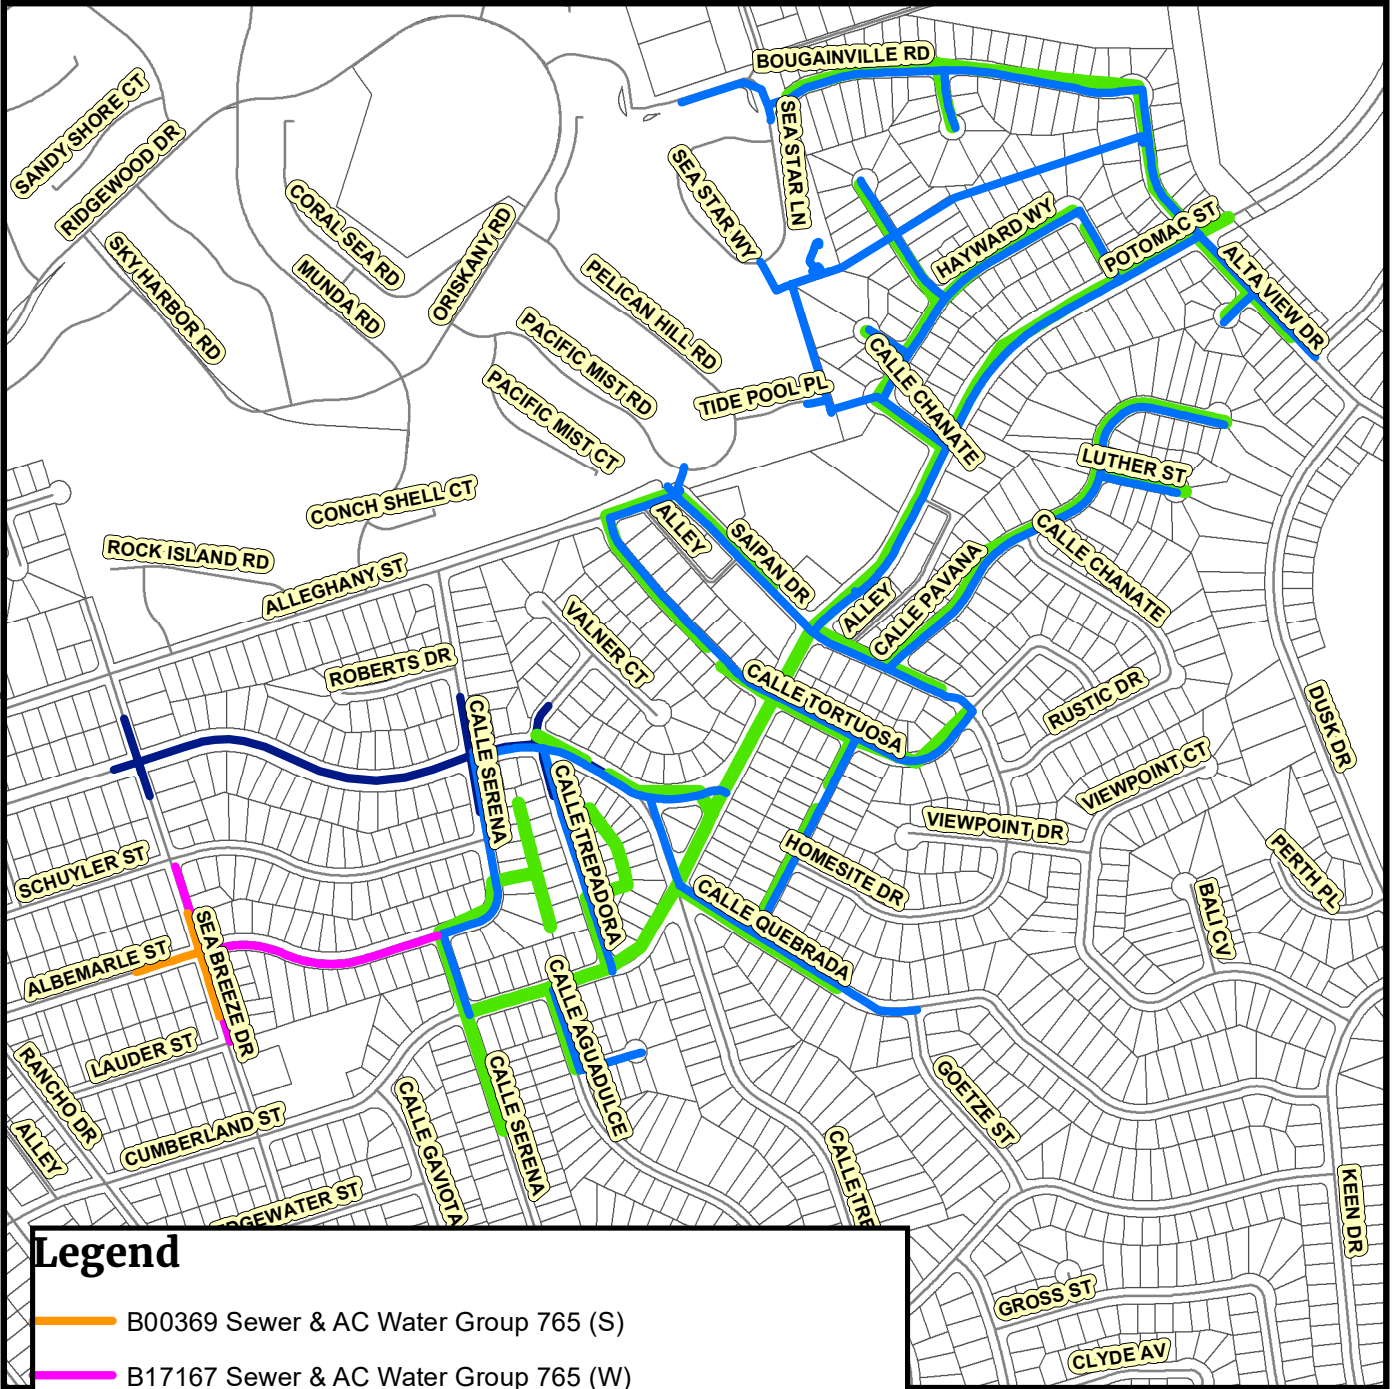 BOUGAINVILLE RD
SANDY SHORE CT
RIDGEWOOD DR
SEA STAR LN
SEA STAR WY
CORAL SEA RD
ORISKANY RD
HAYWARD WY
POTOMAC ST
SKY HARBOR RD
MUNDA RD
PELICAN HILL RD
ALTA VIEW DR
PACIFIC MIST RD
CALLE CHANATE
TIDE POOL PL
PACIFIC MIST CT
LUTHER ST
CONCH SHELL CT
ALLEY
SAIPAN DR
CALLE CHANATE
ROCK ISLAND RD
ALLEGHANY ST
CALLE PAVANA
ALLEY
VALNER CT
ROBERTS DR
CALLE TORTUOSA
RUSTIC DR
DUSK DR
CALLE SERENA
VIEWPOINT CT
CALLE TREPADORA
VIEWPOINT DR
SCHUYLER ST
HOMESITE DR
PERTH PL
CALLE QUEBRADA
BALI CV
SEA BREEZE DR
ALBEMARLE ST
CALLE AGUADULCE
LAUDER ST
RANCHO DR
CALLE SERENA
GOETZE ST
CALLE GAVIOTA
CUMBERLAND ST
ALLEY
CALLE TRE
KEEN DR
DGEWATER ST
GROSS ST
CLYDE AV
Legend
B00369 Sewer & AC Water Group 765 (S)
B17167 Sewer & AC Water Group 765 (W)